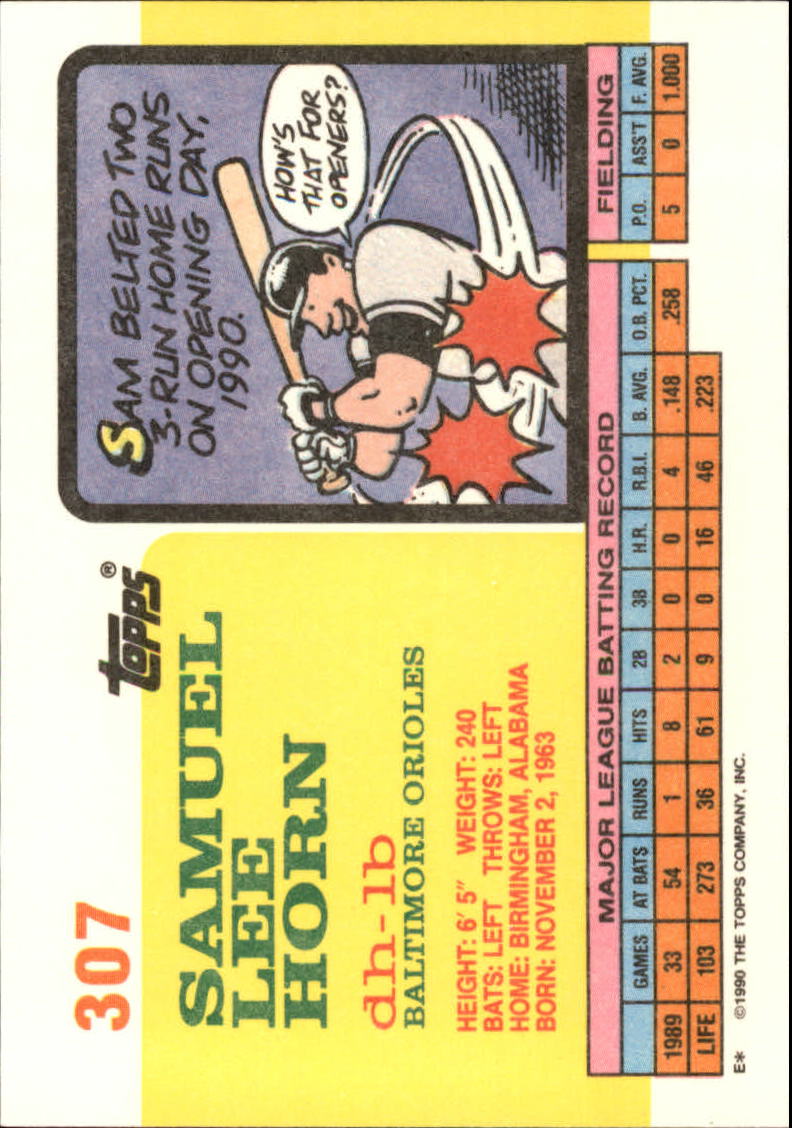 307
topps®
SAMUEL
LEE
HORN
dh-1b
BALTIMORE ORIOLES
HEIGHT: 6' 5" WEIGHT: 240
BATS: LEFT THROWS: LEFT
HOME: BIRMINGHAM, ALABAMA
BORN: NOVEMBER 2, 1963
SAM BELTED TWO
3-RUN HOME RUNS
ON OPENING DAY,
1990.
HOW'S
THAT FOR
OPENERS?
MAJOR LEAGUE BATTING RECORD FIELDING
GAMES AT BATS RUNS HITS 2B 3B H.R. R.B.I. B. AVG. O.B. PCT. P.O. ASS'T F. AVG.
1989 33 54 1 8 2 0 0 4 .148 .258 5 0 1.000
LIFE 103 273 36 61 9 0 16 46 .223
E* ©1990 THE TOPPS COMPANY, INC.